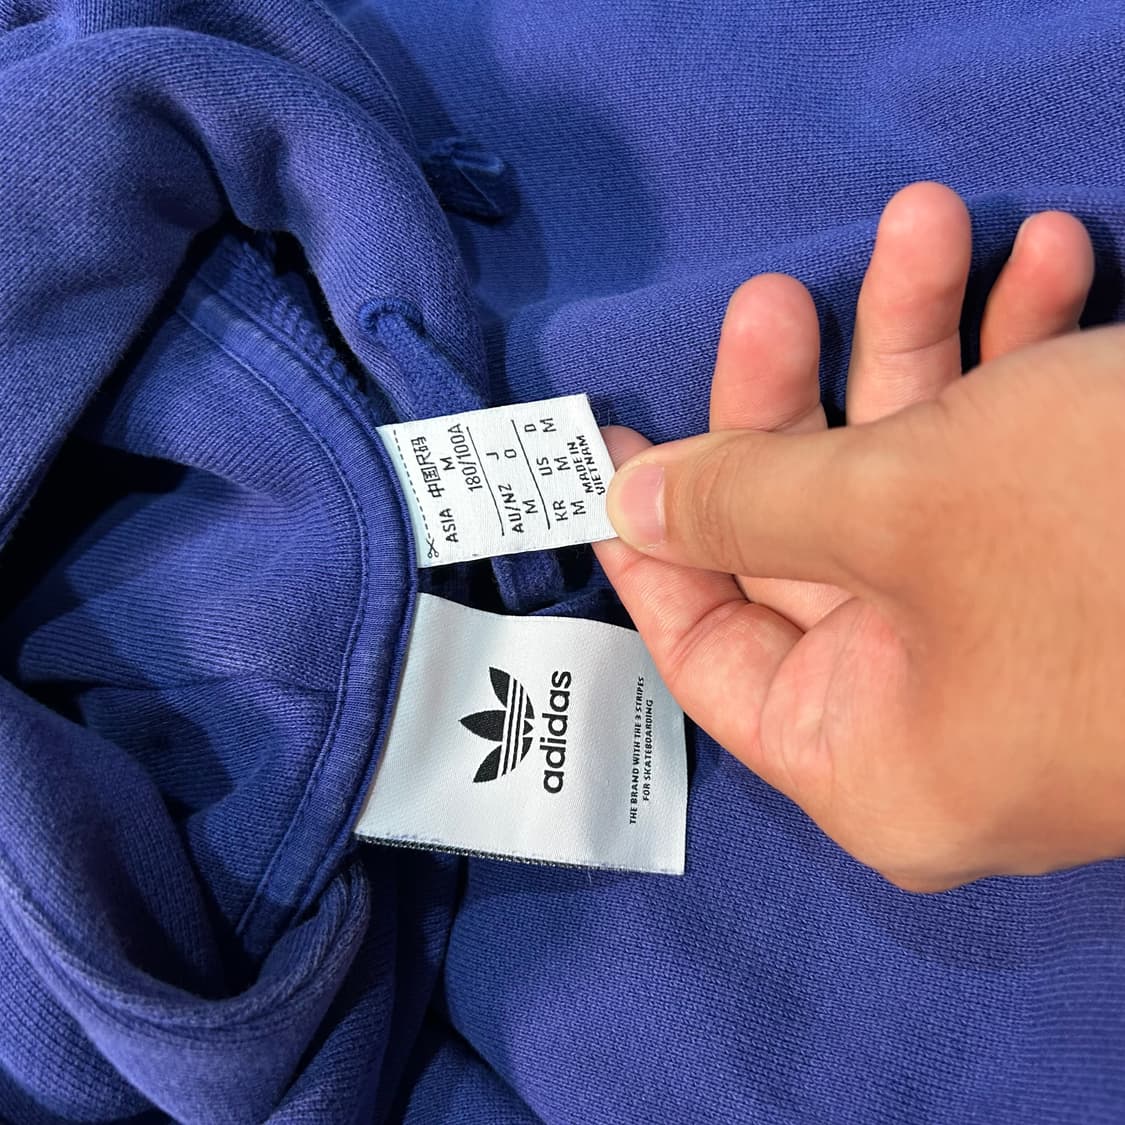 中国尺码
ASIA M
180/100A
AU/NZ J
M O
KR US D
M M M
MADE IN
VIETNAM
adidas
THE BRAND WITH THE 3 STRIPES
FOR SKATEBOARDING